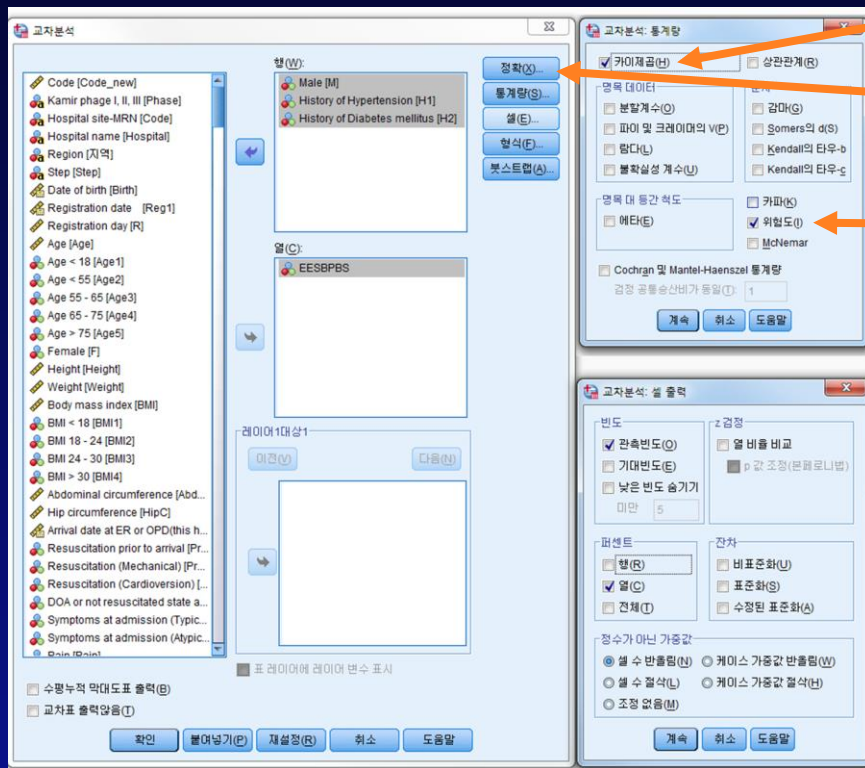 교차분석
Code [Code_new]
Kamir phage I, II, III [Phase]
Hospital site-MRN [Code]
Hospital name [Hospital]
Region [지역]
Step [Step]
Date of birth [Birth]
Registration date [Reg1]
Registration day [R]
Age [Age]
Age < 18 [Age1]
Age < 55 [Age2]
Age 55 - 65 [Age3]
Age 65 - 75 [Age4]
Age > 75 [Age5]
Female [F]
Height [Height]
Weight [Weight]
Body mass index [BMI]
BMI < 18 [BMI1]
BMI 18 - 24 [BMI2]
BMI 24 - 30 [BMI3]
BMI > 30 [BMI4]
Abdominal circumference [Abd...
Hip circumference [HipC]
Arrival date at ER or OPD(this h...
Resuscitation prior to arrival [Pr...
Resuscitation (Mechanical) [Pr...
Resuscitation (Cardioversion) [...
DOA or not resuscitated state a...
Symptoms at admission (Typic...
Symptoms at admission (Atypic...
Pain [Pain]
행(W):
Male [M]
History of Hypertension [H1]
History of Diabetes mellitus [H2]
열(C):
EESBPBS
레이어1대상1
이전(V)
다음(N)
표 레이어에 레이어 변수 표시
정확(X)...
통계량(S)...
셀(E)...
형식(F)...
붓스트랩(A)...
수평누적 막대도표 출력(B)
교차표 출력않음(T)
확인
붙여넣기(P)
재설정(R)
취소
도움말
교차분석: 통계량
카이제곱(H)
상관관계(R)
명목 데이터
분할계수(O)
파이 및 크레이머의 V(P)
람다(L)
불확실성 계수(U)
감마(G)
Somers의 d(S)
Kendall의 타우-b
Kendall의 타우-c
명목 대 등간 척도
에타(E)
카파(K)
위험도(I)
McNemar
Cochran 및 Mantel-Haenszel 통계량
검정 공통승산비가 동일(T): 1
계속
취소
도움말
교차분석: 셀 출력
빈도
관측빈도(O)
기대빈도(E)
낮은 빈도 숨기기
미만 5
z 검정
열 비율 비교
p 값 조정(본페로니법)
퍼센트
행(R)
열(C)
전체(T)
잔차
비표준화(U)
표준화(S)
수정된 표준화(A)
정수가 아닌 가중값
셀 수 반올림(N) 케이스 가중값 반올림(W)
셀 수 절삭(L) 케이스 가중값 절삭(H)
조정 없음(M)
계속
취소
도움말